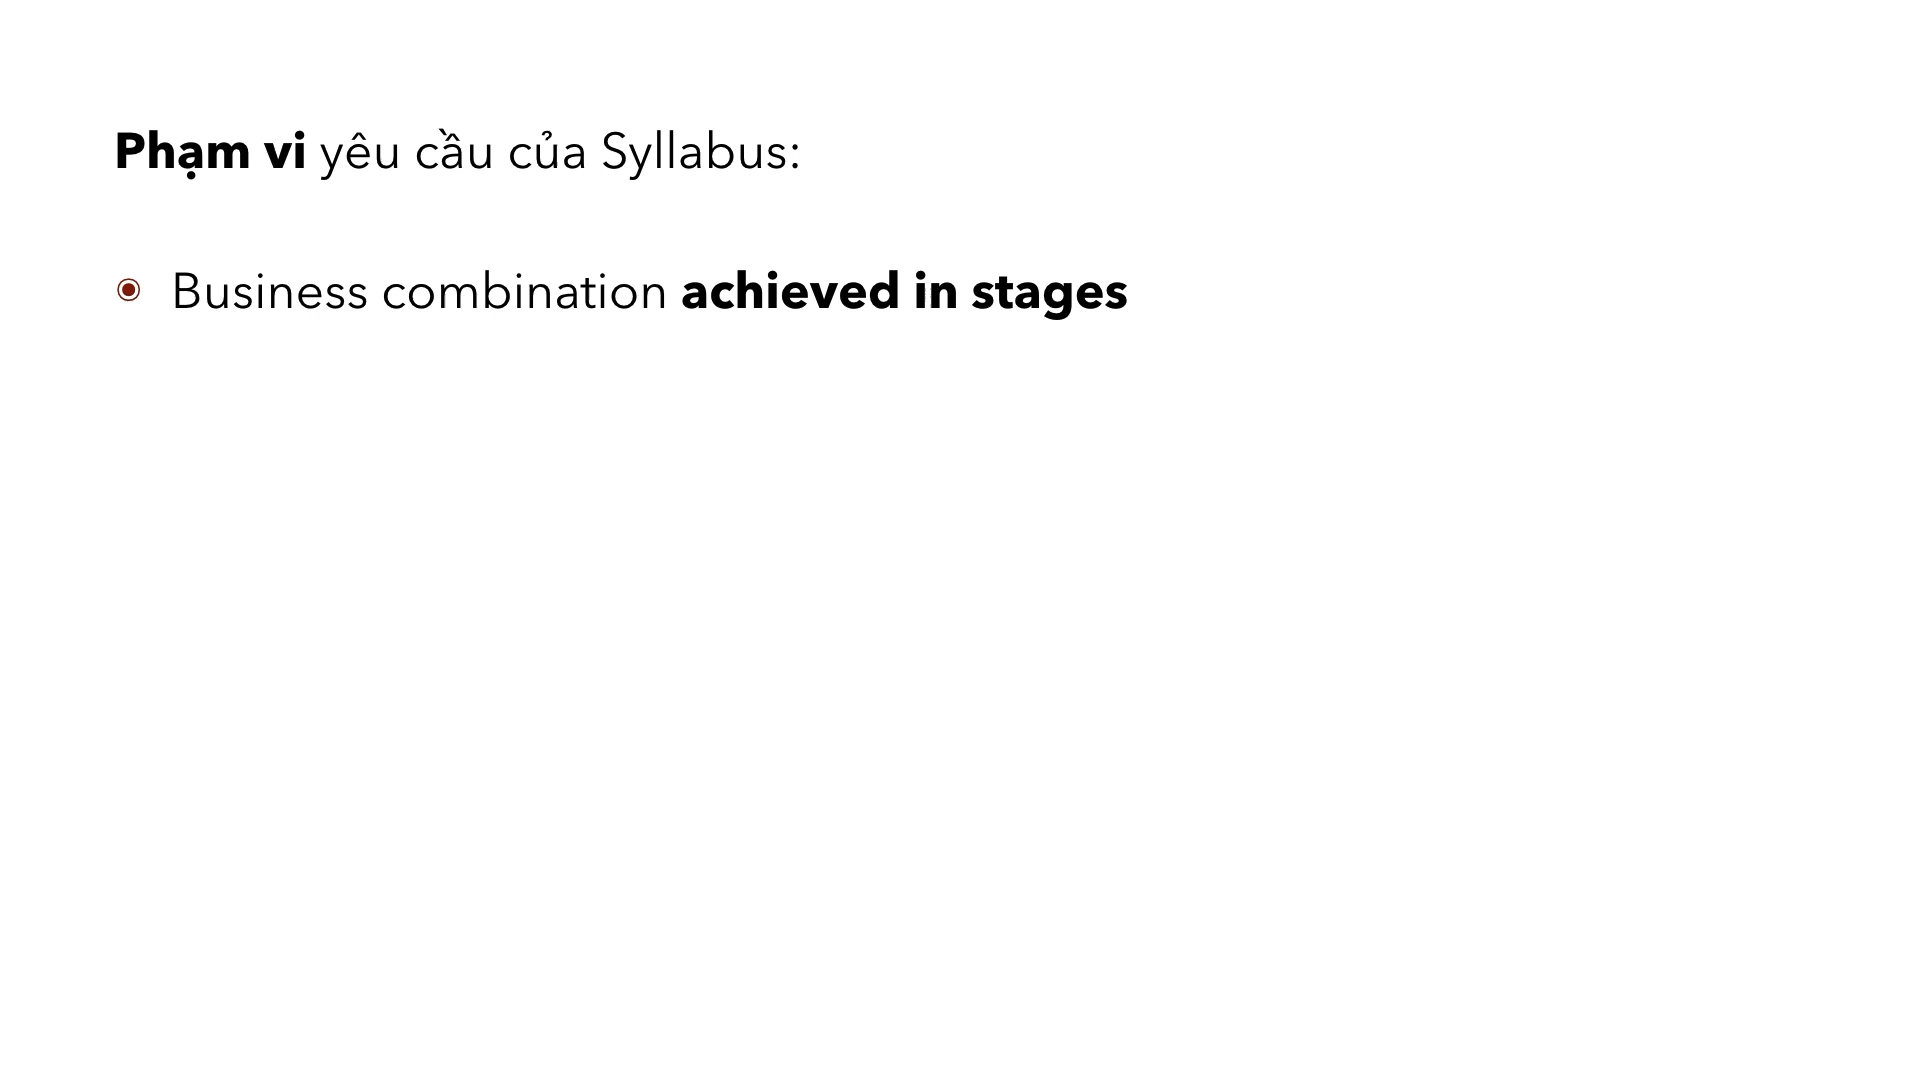 Phạm vi yêu cầu của Syllabus:
Business combination achieved in stages